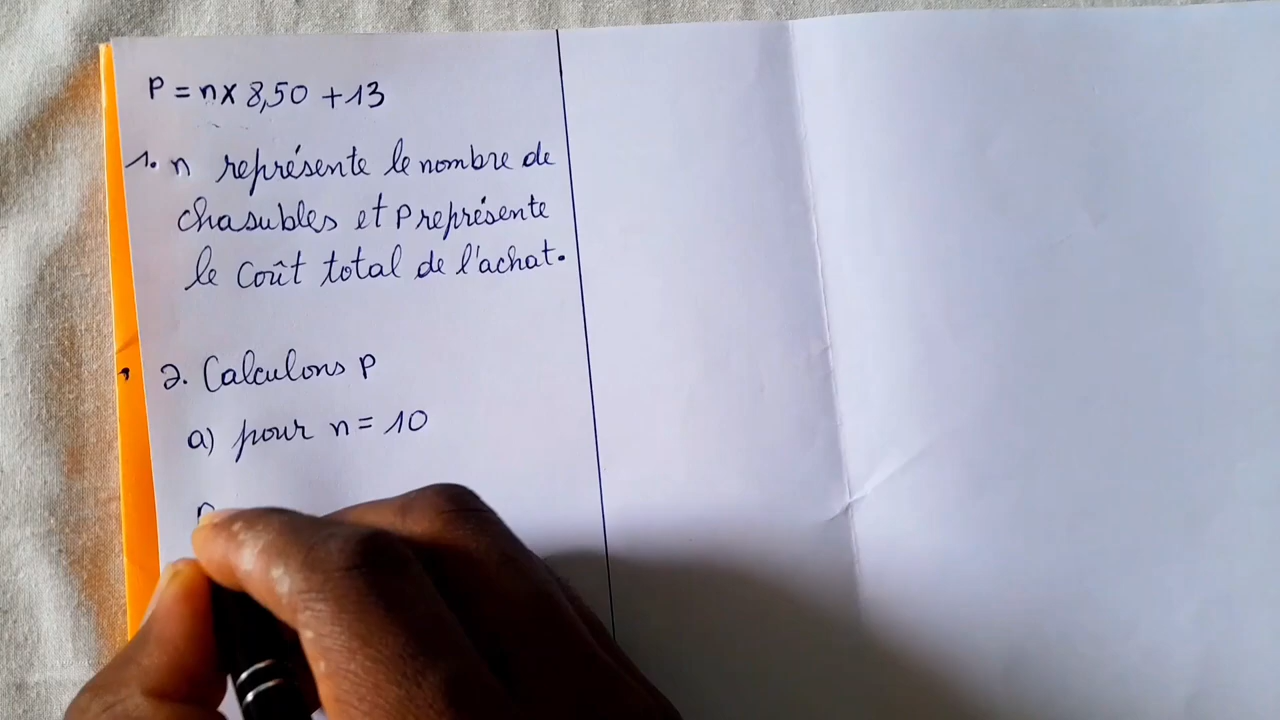 P = n x 8,50 + 13
1. n représente le nombre de
chasubles et P représente
le coût total de l'achat.
2. Calculons P
a) pour n = 10